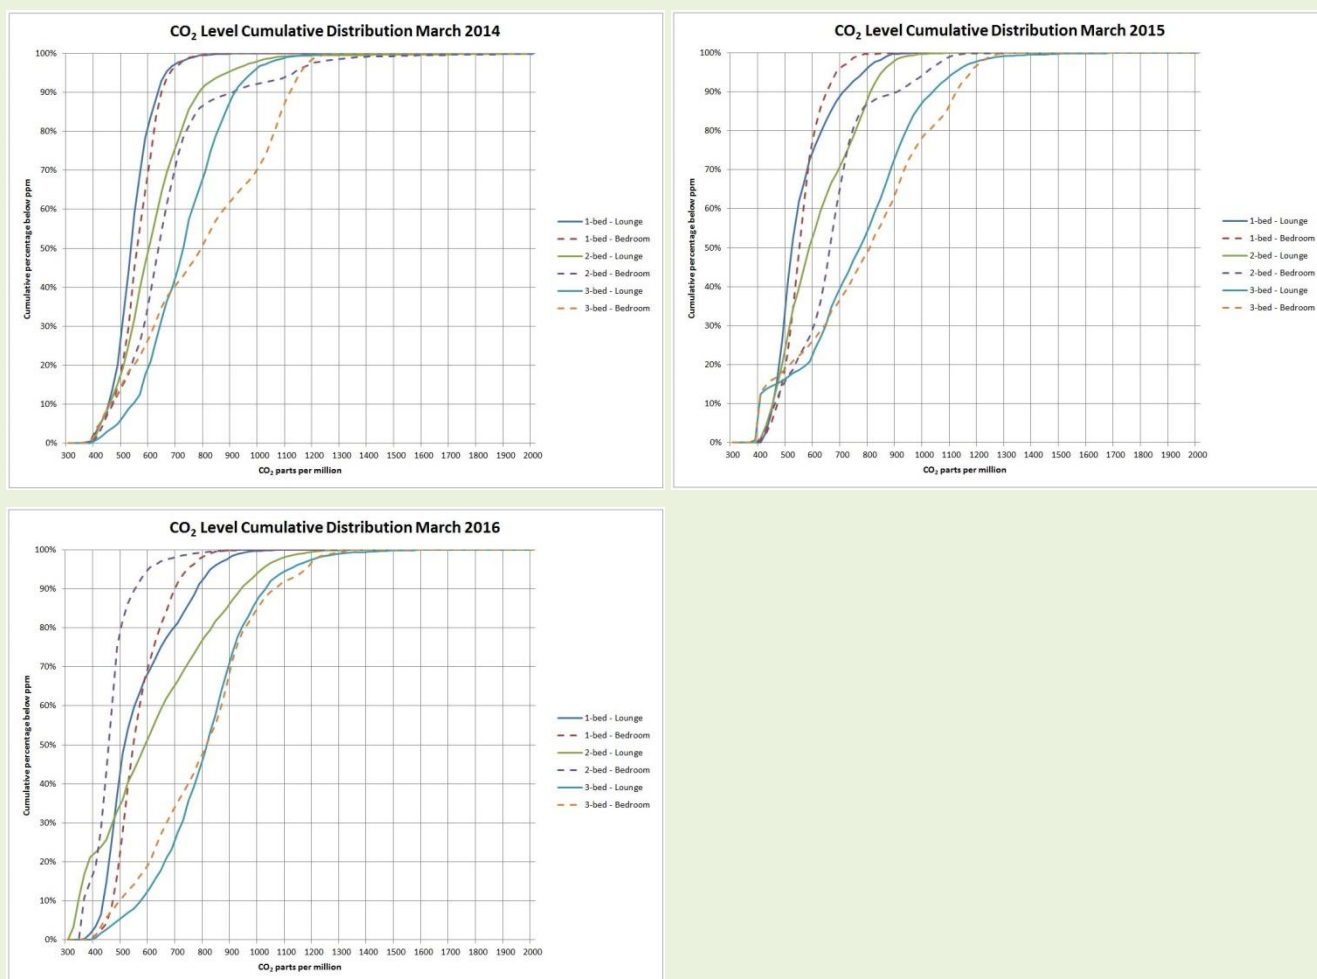 CO₂ Level Cumulative Distribution March 2014
100%
90%
80%
70%
60%
50%
40%
30%
20%
10%
0%
Cumulative percentage below ppm
300 400 500 600 700 800 900 1000 1100 1200 1300 1400 1500 1600 1700 1800 1900 2000
CO₂ parts per million
1-bed - Lounge
1-bed - Bedroom
2-bed - Lounge
2-bed - Bedroom
3-bed - Lounge
3-bed - Bedroom
CO₂ Level Cumulative Distribution March 2015
100%
90%
80%
70%
60%
50%
40%
30%
20%
10%
0%
Cumulative percentage below ppm
300 400 500 600 700 800 900 1000 1100 1200 1300 1400 1500 1600 1700 1800 1900 2000
CO₂ parts per million
1-bed - Lounge
1-bed - Bedroom
2-bed - Lounge
2-bed - Bedroom
3-bed - Lounge
3-bed - Bedroom
CO₂ Level Cumulative Distribution March 2016
100%
90%
80%
70%
60%
50%
40%
30%
20%
10%
0%
Cumulative percentage below ppm
300 400 500 600 700 800 900 1000 1100 1200 1300 1400 1500 1600 1700 1800 1900 2000
CO₂ parts per million
1-bed - Lounge
1-bed - Bedroom
2-bed - Lounge
2-bed - Bedroom
3-bed - Lounge
3-bed - Bedroom